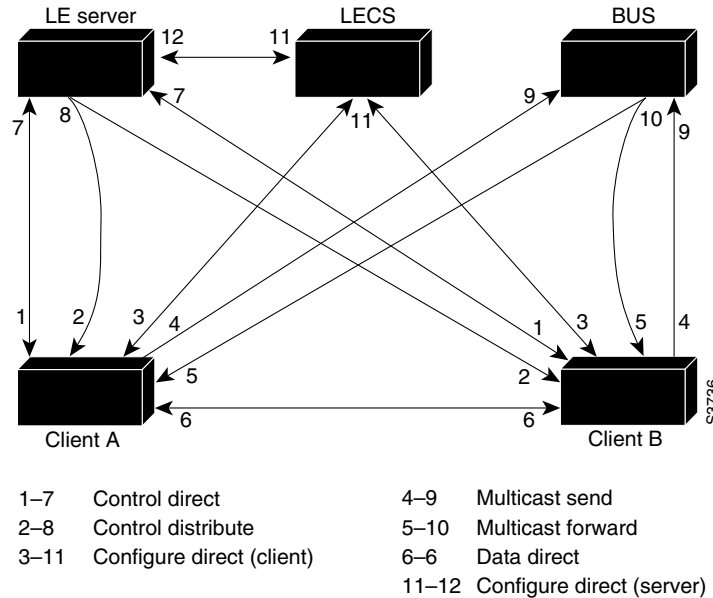 LE server LECS BUS
12 11
7 8 7 11 9 10 9
1 2 3 4 5 1 2 3 5 4
6 6
Client A Client B
S3736
1–7 Control direct
2–8 Control distribute
3–11 Configure direct (client)
4–9 Multicast send
5–10 Multicast forward
6–6 Data direct
11–12 Configure direct (server)